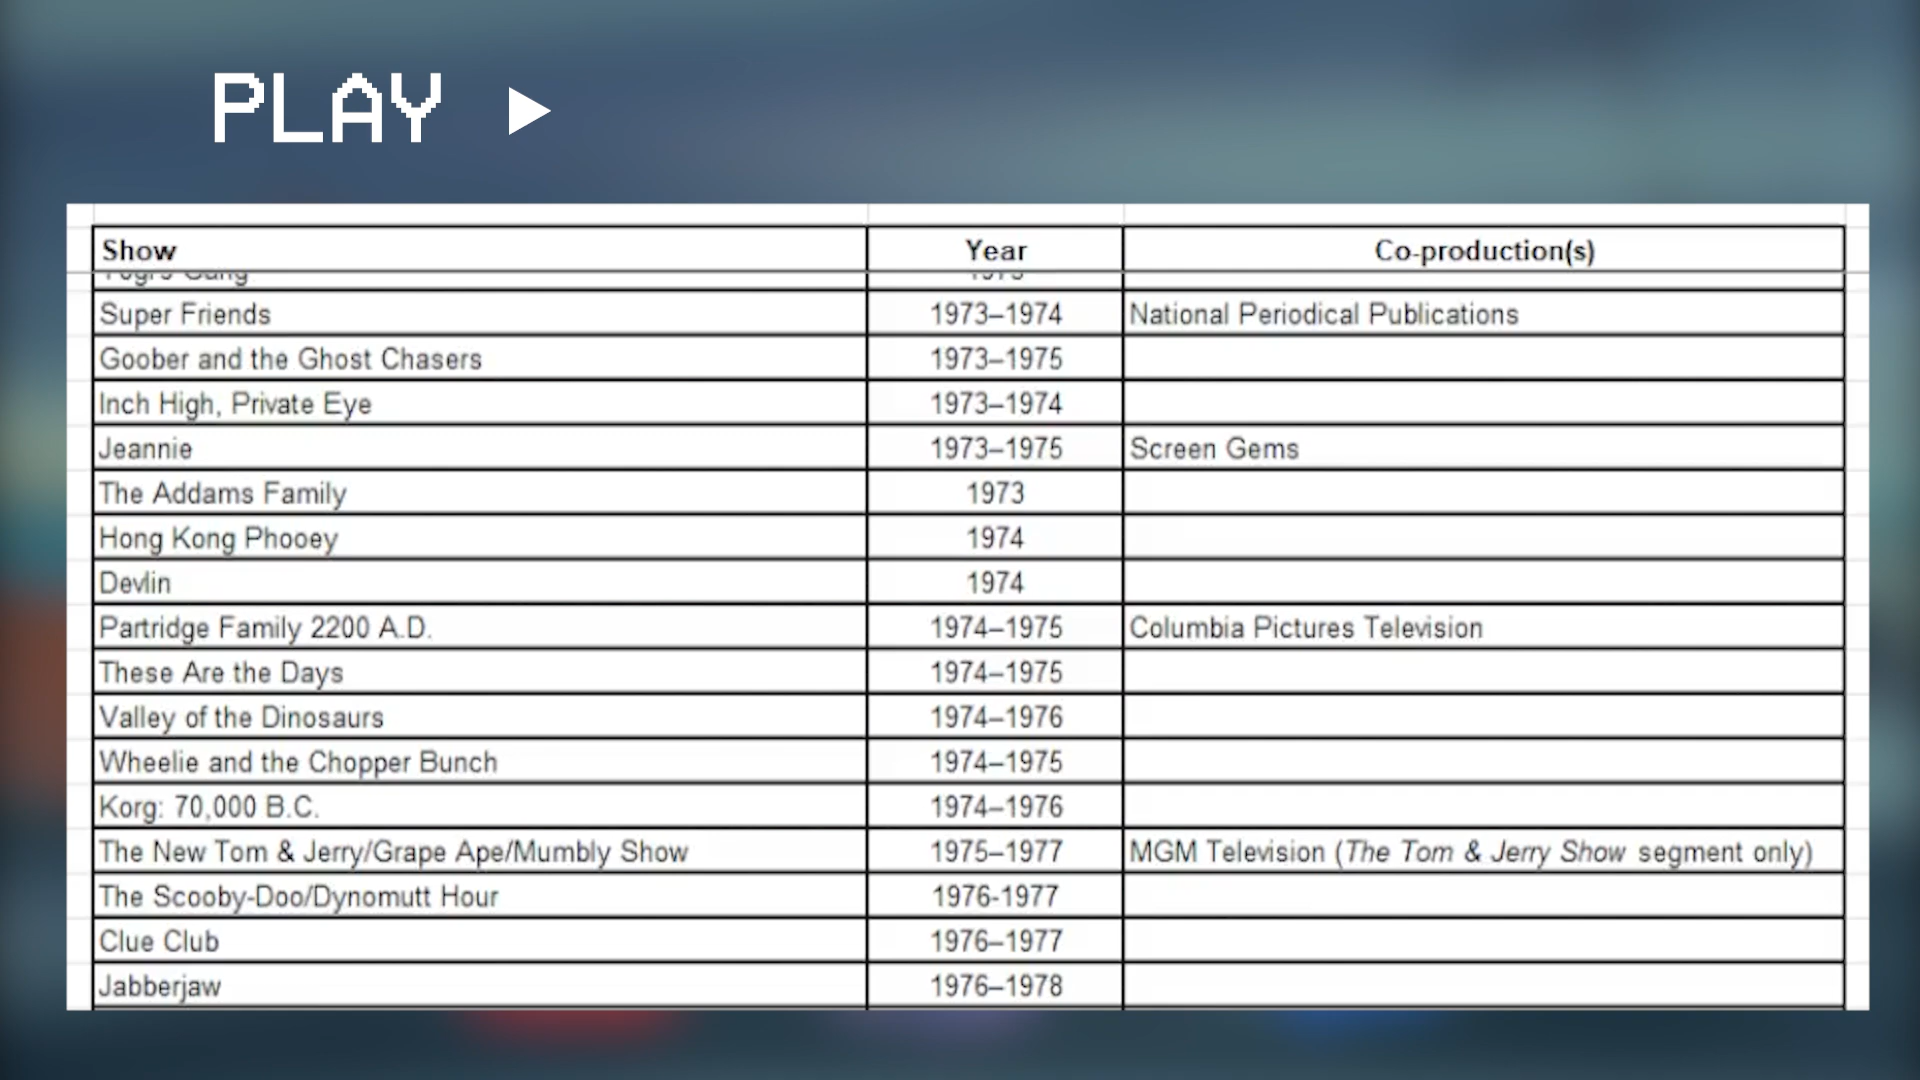 PLAY
Show Year Co-production(s)
Super Friends 1973–1974 National Periodical Publications
Goober and the Ghost Chasers 1973–1975
Inch High, Private Eye 1973–1974
Jeannie 1973–1975 Screen Gems
The Addams Family 1973
Hong Kong Phooey 1974
Devlin 1974
Partridge Family 2200 A.D. 1974–1975 Columbia Pictures Television
These Are the Days 1974–1975
Valley of the Dinosaurs 1974–1976
Wheelie and the Chopper Bunch 1974–1975
Korg: 70,000 B.C. 1974–1976
The New Tom & Jerry/Grape Ape/Mumbly Show 1975–1977 MGM Television (The Tom & Jerry Show segment only)
The Scooby-Doo/Dynomutt Hour 1976-1977
Clue Club 1976–1977
Jabberjaw 1976–1978